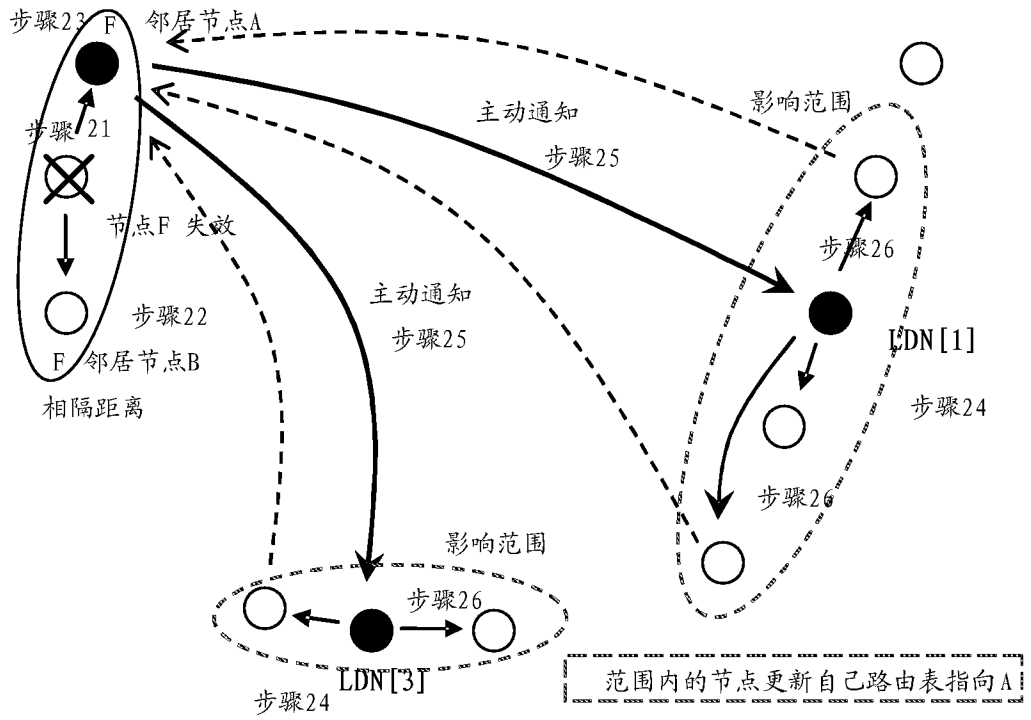 步骤23 F 邻居节点A
影响范围
主动通知
步骤21
步骤25
节点F 失效
步骤26
主动通知
步骤22
步骤25
LDN[1]
F 邻居节点B
相隔距离
步骤24
步骤26
影响范围
步骤26
LDN[3]
范围内的节点更新自己路由表指向A
步骤24